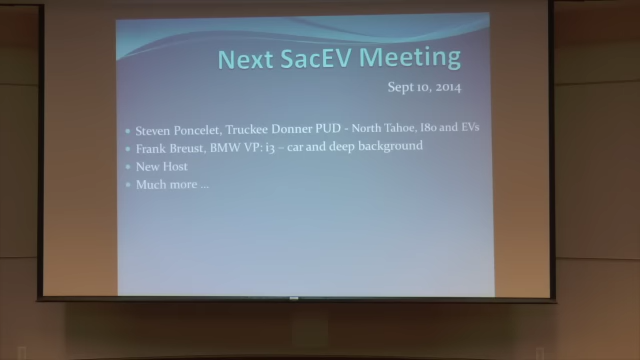 Next SacEV Meeting
Sept 10, 2014
Steven Poncelet, Truckee Donner PUD - North Tahoe, I80 and EVs
Frank Breust, BMW VP: i3 – car and deep background
New Host
Much more ...